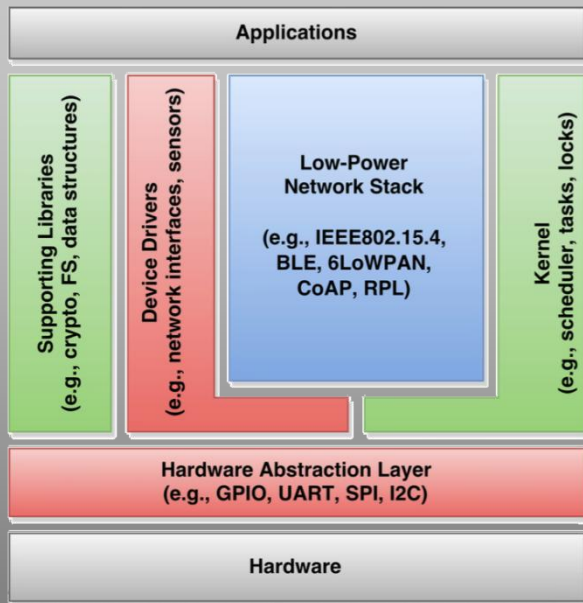 Applications
Supporting Libraries
(e.g., crypto, FS, data structures)
Device Drivers
(e.g., network interfaces, sensors)
Low-Power
Network Stack
(e.g., IEEE802.15.4,
BLE, 6LoWPAN,
CoAP, RPL)
Kernel
(e.g., scheduler, tasks, locks)
Hardware Abstraction Layer
(e.g., GPIO, UART, SPI, I2C)
Hardware